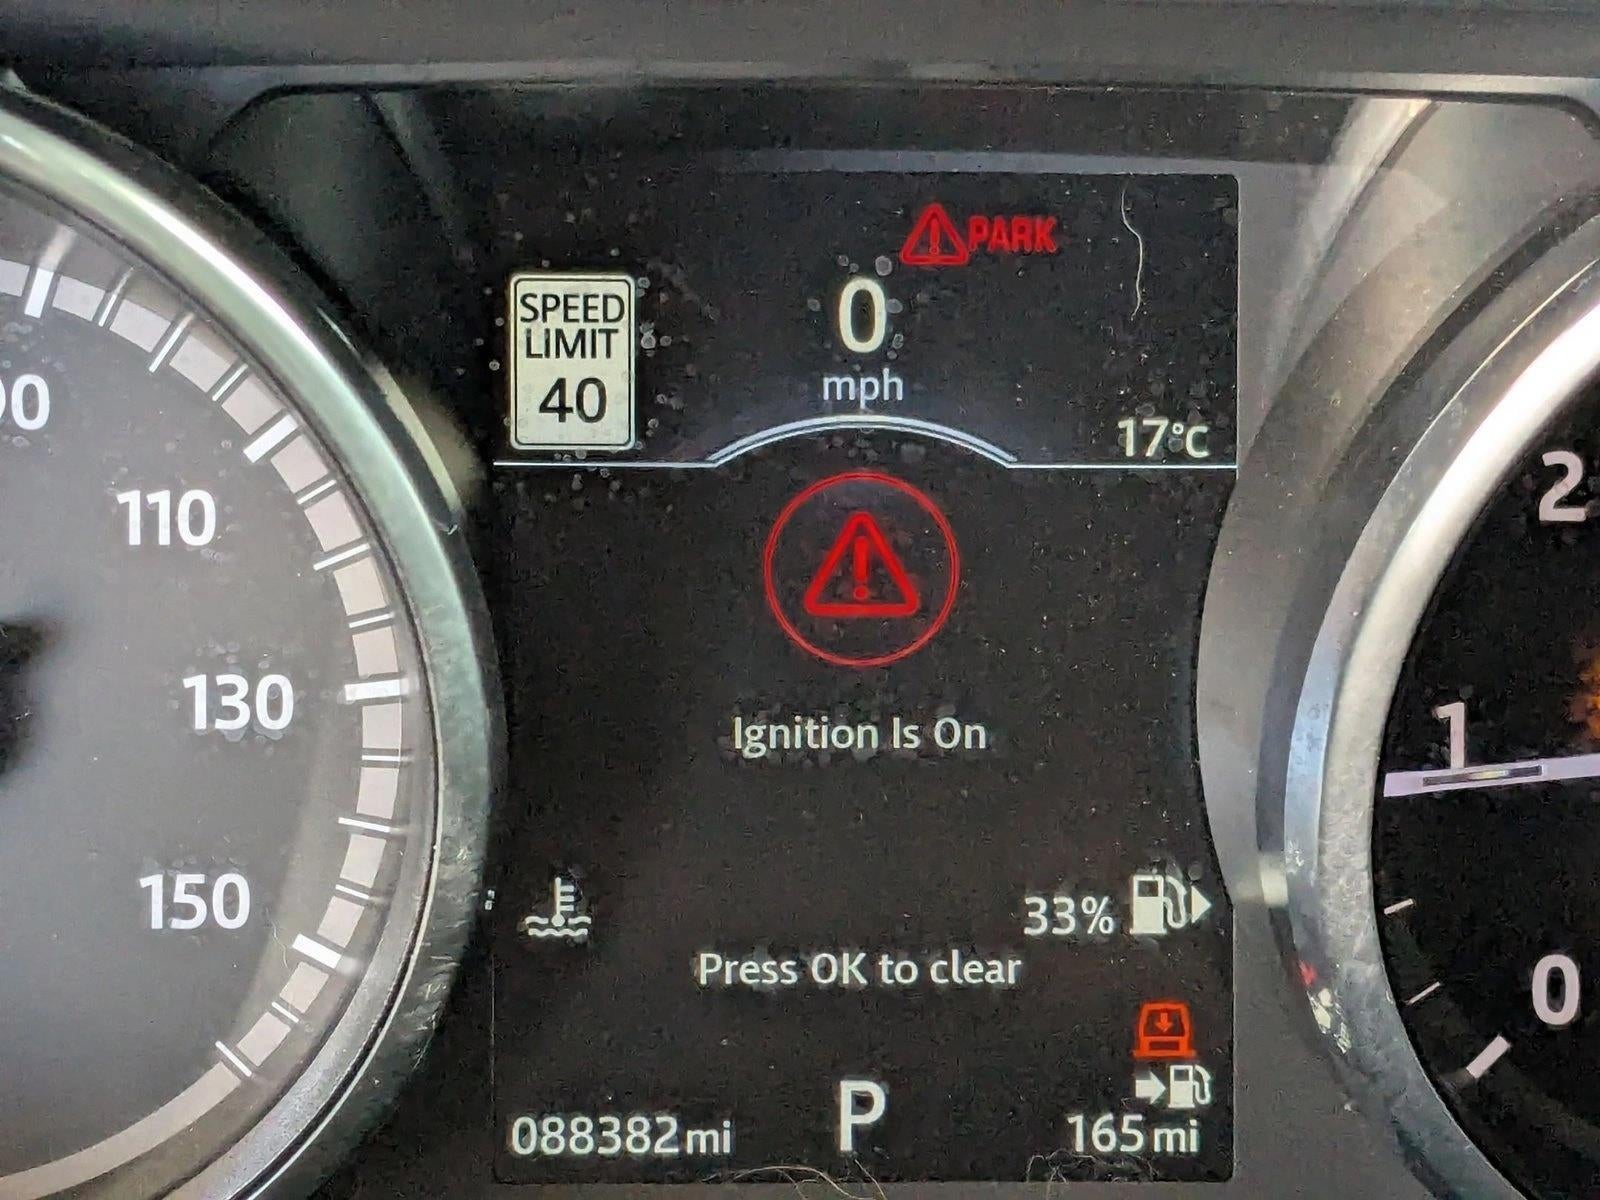 PARK
SPEED
LIMIT
40
0
mph
17°C
110
130
150
2
1
0
Ignition Is On
33%
Press OK to clear
P
088382mi
165mi